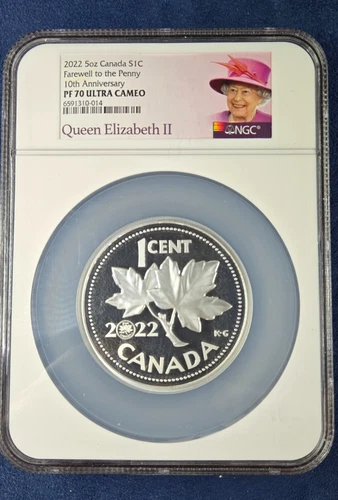 2022 5oz Canada S1C
Farewell to the Penny
10th Anniversary
PF 70 ULTRA CAMEO
6591310-014
Queen Elizabeth II
NGC®
1 CENT
2022
K·G
CANADA